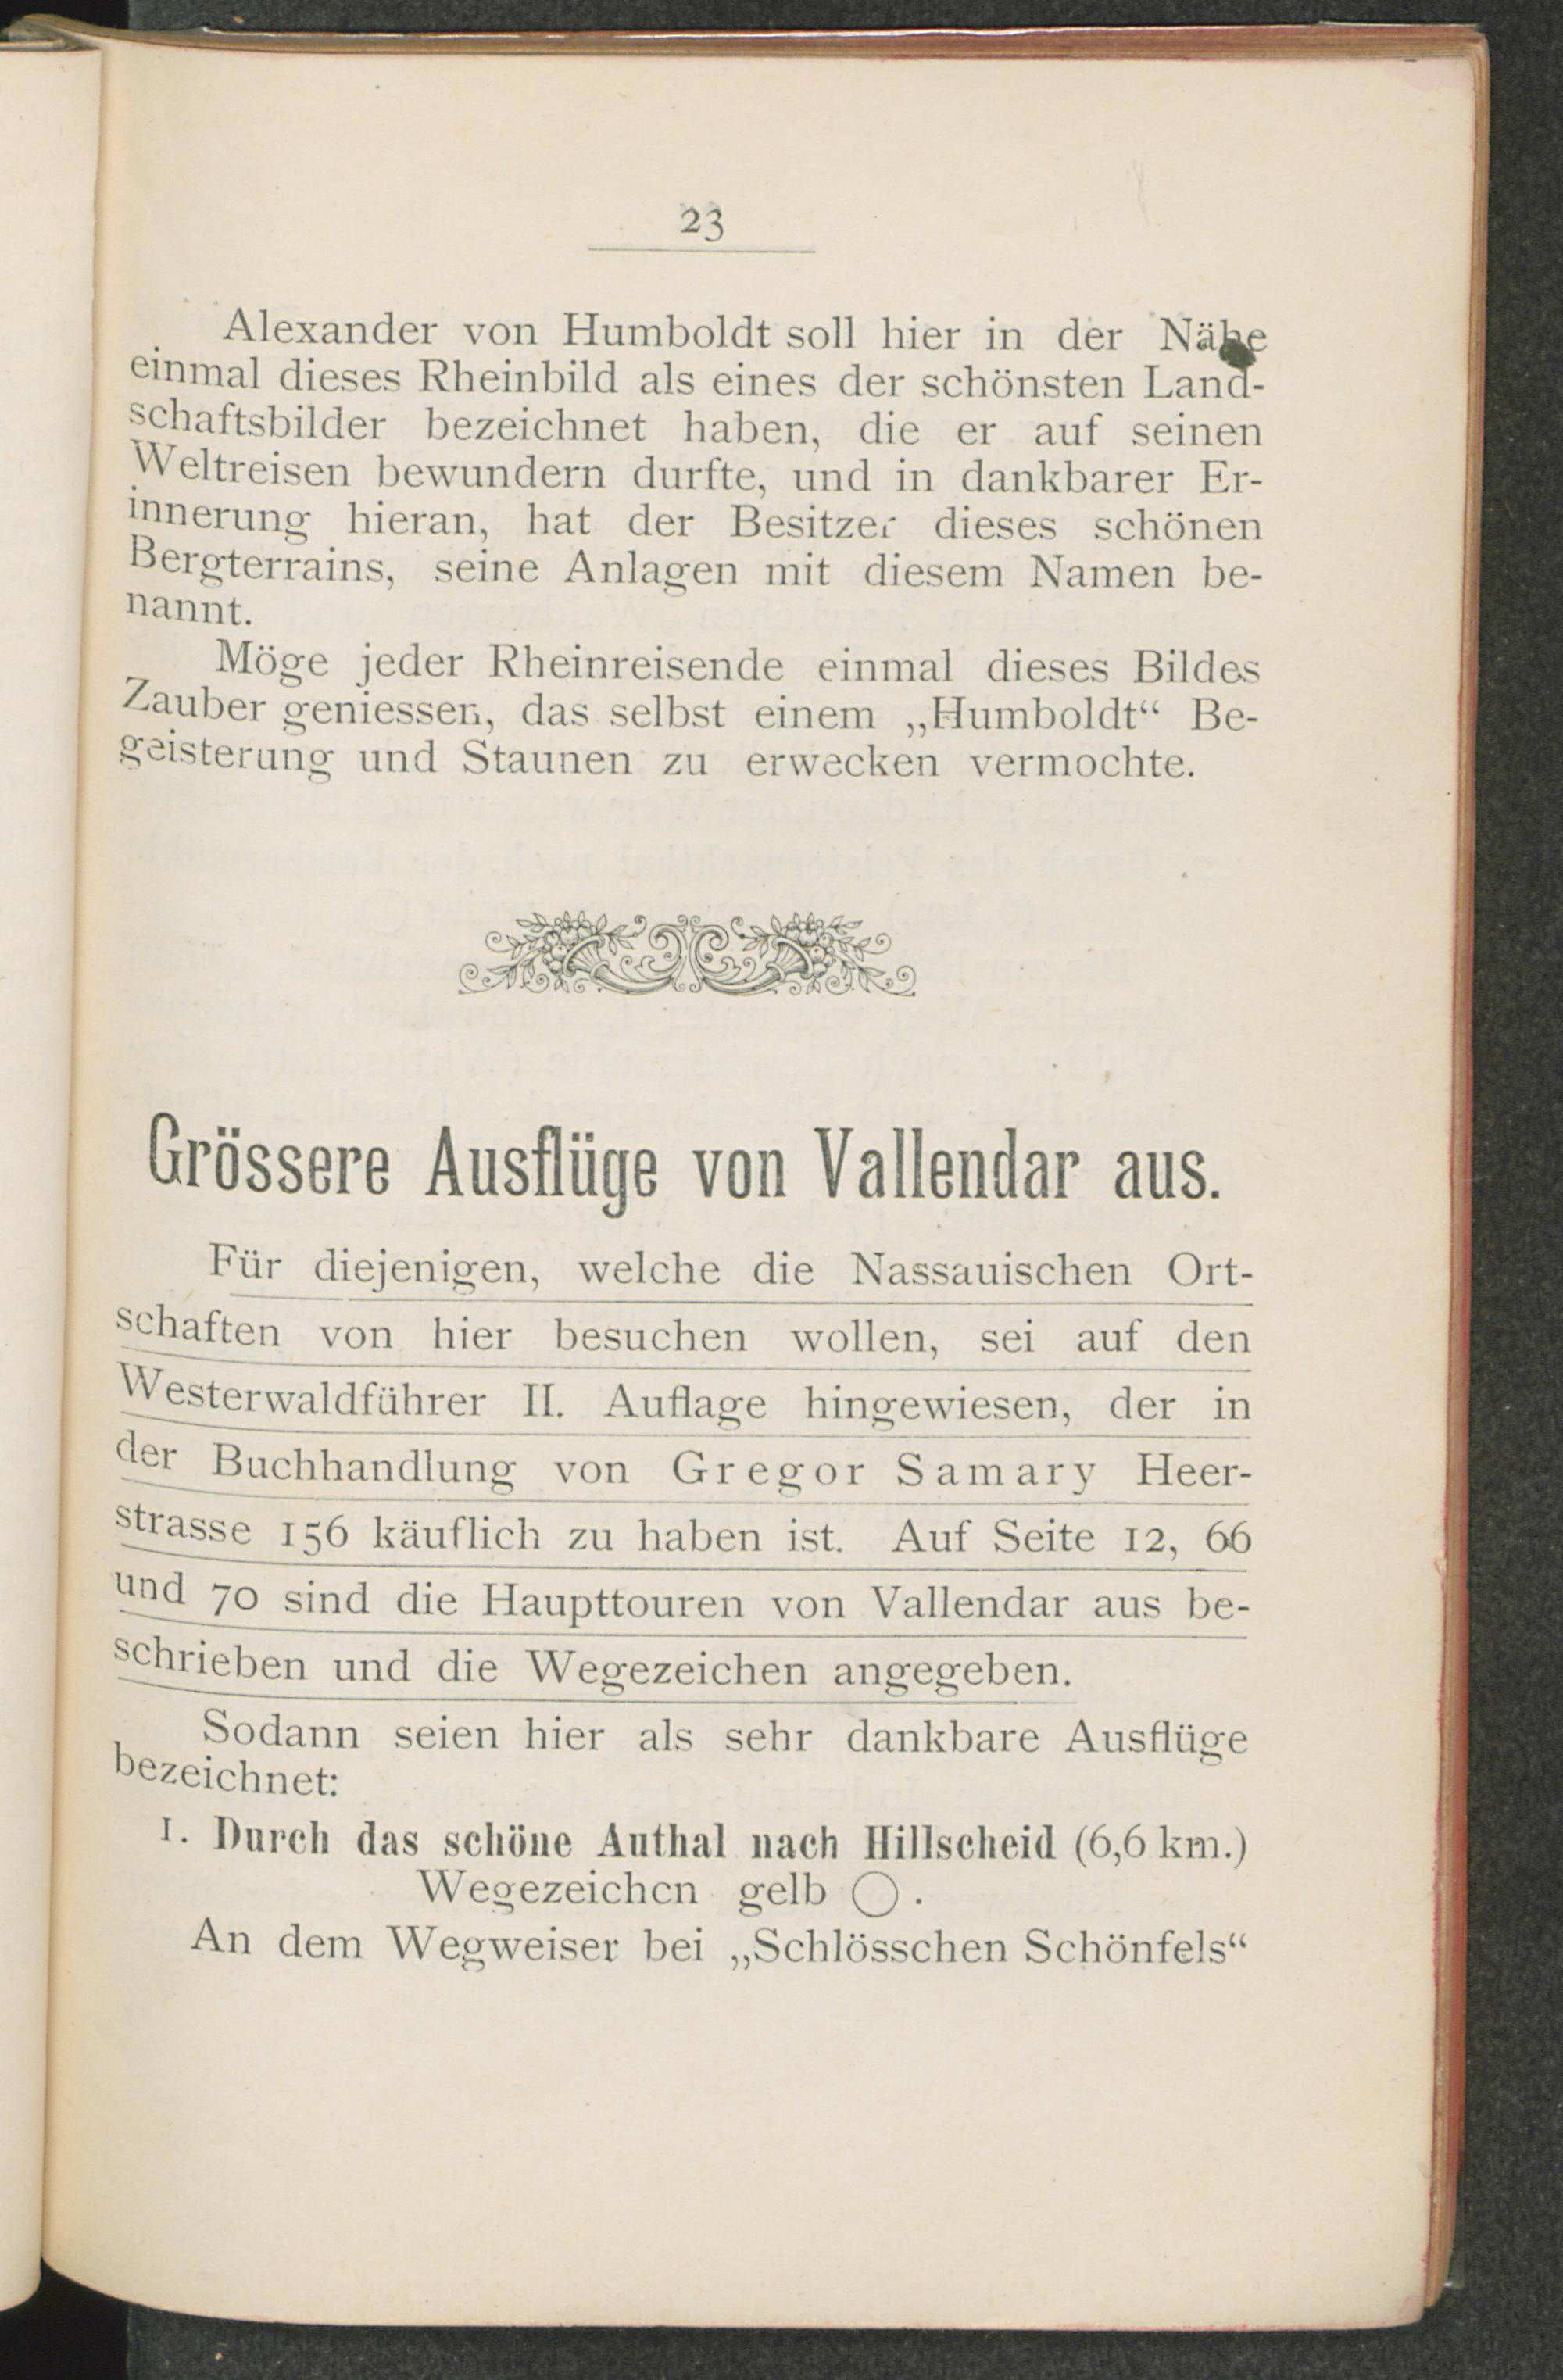 23
Alexander von Humboldt soll hier in der Nähe
einmal dieses Rheinbild als eines der schönsten Land-
schaftsbilder bezeichnet haben, die er auf seinen
Weltreisen bewundern durfte, und in dankbarer Er-
innerung hieran, hat der Besitzer dieses schönen
Bergterrains, seine Anlagen mit diesem Namen be-
nannt.
Möge jeder Rheinreisende einmal dieses Bildes
Zauber geniessen, das selbst einem „Humboldt“ Be-
geisterung und Staunen zu erwecken vermochte.
Grössere Ausflüge von Vallendar aus.
Für diejenigen, welche die Nassauischen Ort-
schaften von hier besuchen wollen, sei auf den
Westerwaldführer II. Auflage hingewiesen, der in
der Buchhandlung von Gregor Samary Heer-
strasse 156 käuflich zu haben ist. Auf Seite 12, 66
und 70 sind die Haupttouren von Vallendar aus be-
schrieben und die Wegezeichen angegeben.
Sodann seien hier als sehr dankbare Ausflüge
bezeichnet:
1. Durch das schöne Authal nach Hillscheid (6,6 km.)
Wegezeichen gelb ◯.
An dem Wegweiser bei „Schlösschen Schönfels“